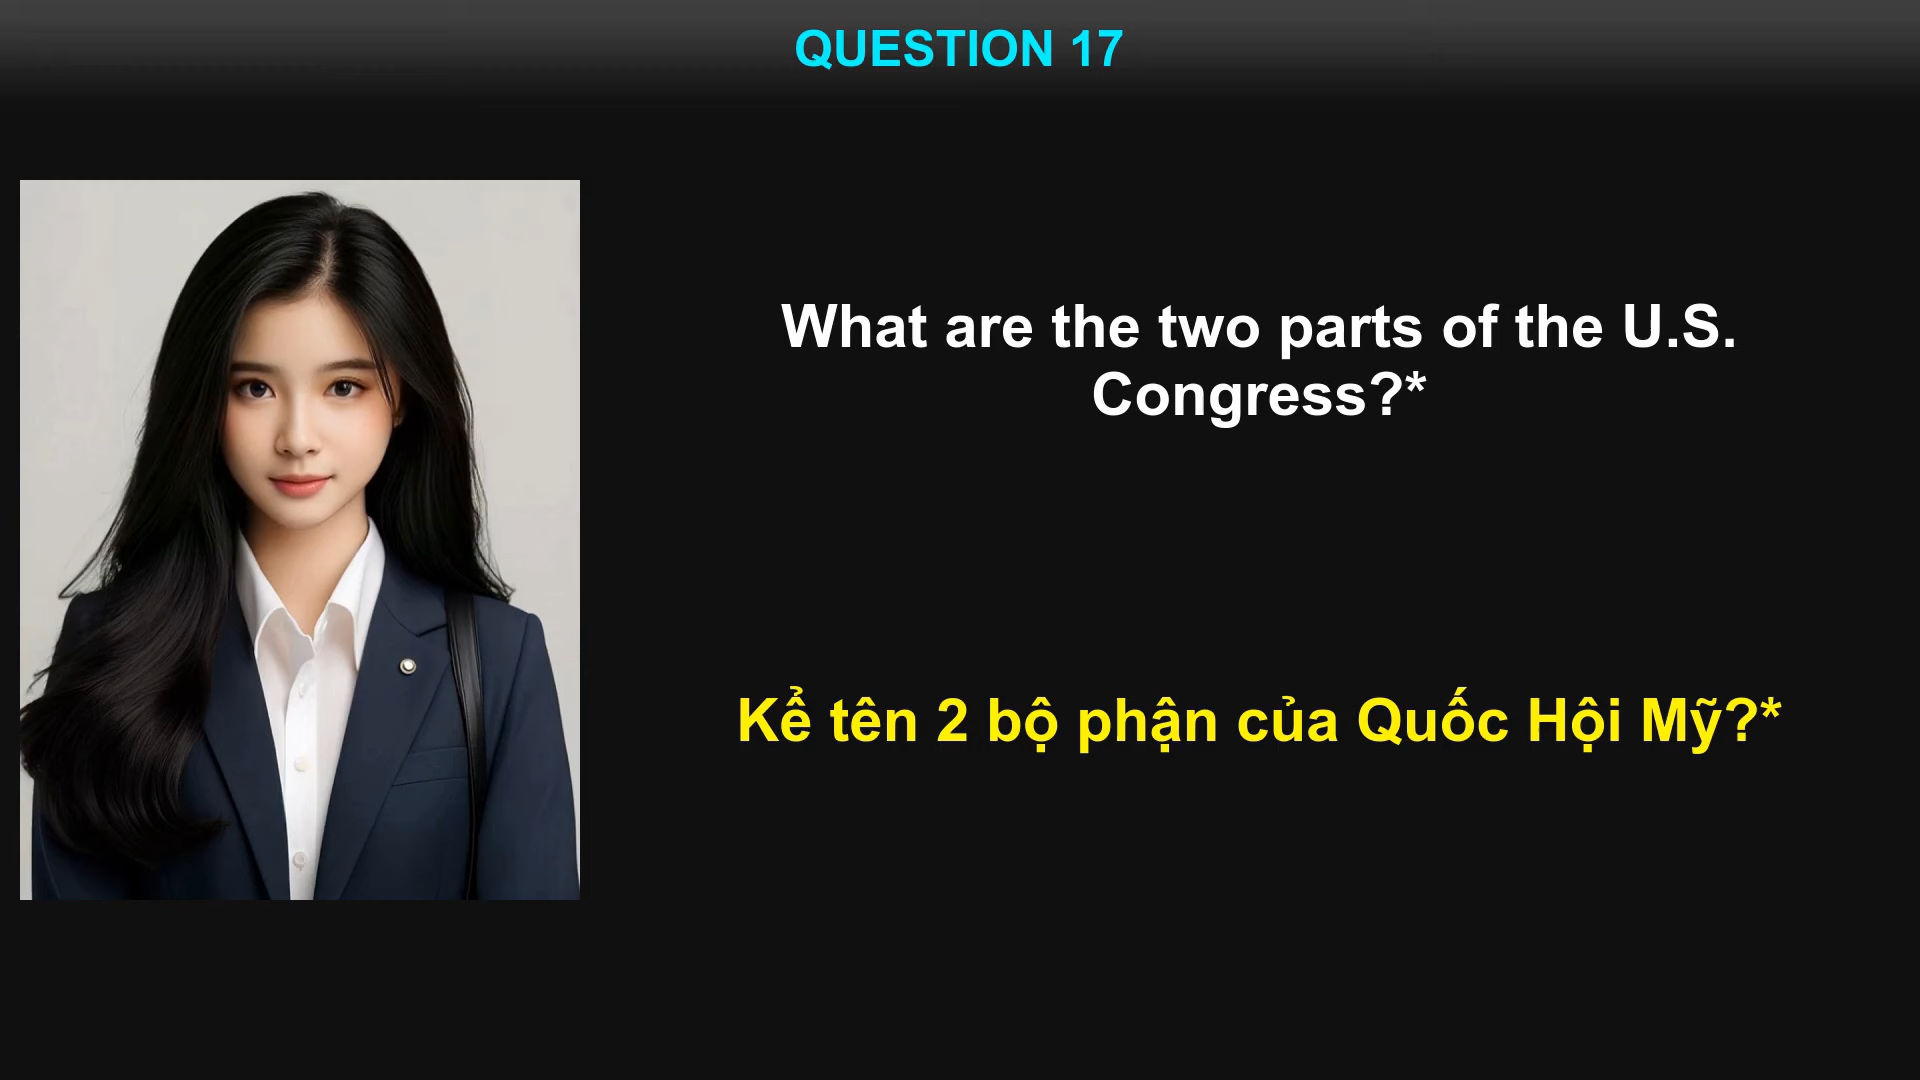 QUESTION 17
What are the two parts of the U.S.
Congress?*
Kể tên 2 bộ phận của Quốc Hội Mỹ?*